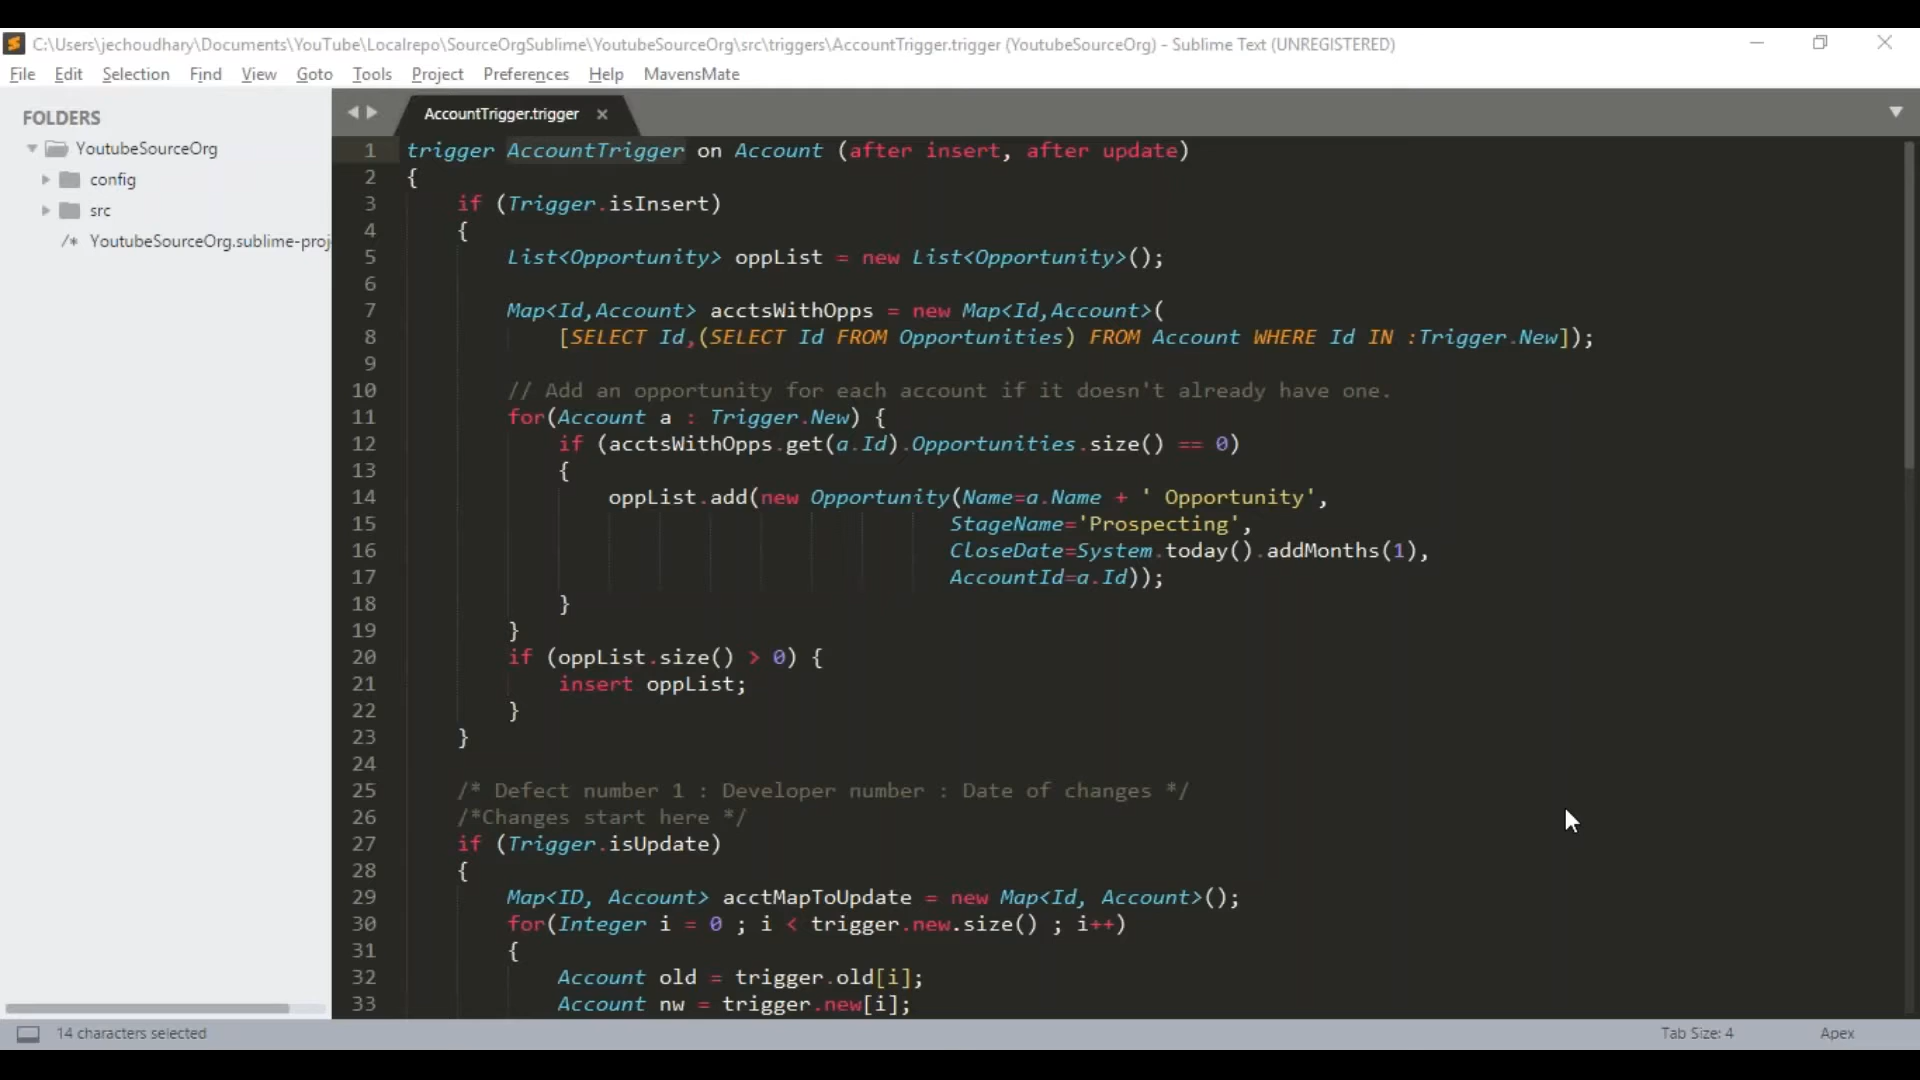 C:\Users\jechoudhary\Documents\YouTube\Localrepo\SourceOrgSublime\YoutubeSourceOrg\src\triggers\AccountTrigger.trigger (YoutubeSourceOrg) - Sublime Text (UNREGISTERED)
File Edit Selection Find View Goto Tools Project Preferences Help MavensMate
FOLDERS
YoutubeSourceOrg
config
src
/* YoutubeSourceOrg.sublime-proj
AccountTrigger.trigger ×
1 trigger AccountTrigger on Account (after insert, after update)
2 {
3 if (Trigger.isInsert)
4 {
5 List<Opportunity> oppList = new List<Opportunity>();
6
7 Map<Id,Account> acctsWithOpps = new Map<Id,Account>(
8 [SELECT Id,(SELECT Id FROM Opportunities) FROM Account WHERE Id IN :Trigger.New]);
9
10 // Add an opportunity for each account if it doesn't already have one.
11 for(Account a : Trigger.New) {
12 if (acctsWithOpps.get(a.Id).Opportunities.size() == 0)
13 {
14 oppList.add(new Opportunity(Name=a.Name + ' Opportunity',
15 StageName='Prospecting',
16 CloseDate=System.today().addMonths(1),
17 AccountId=a.Id));
18 }
19 }
20 if (oppList.size() > 0) {
21 insert oppList;
22 }
23 }
24
25 /* Defect number 1 : Developer number : Date of changes */
26 /*Changes start here */
27 if (Trigger.isUpdate)
28 {
29 Map<ID, Account> acctMapToUpdate = new Map<Id, Account>();
30 for(Integer i = 0 ; i < trigger.new.size() ; i++)
31 {
32 Account old = trigger.old[i];
33 Account nw = trigger.new[i];
14 characters selected
Tab Size: 4
Apex